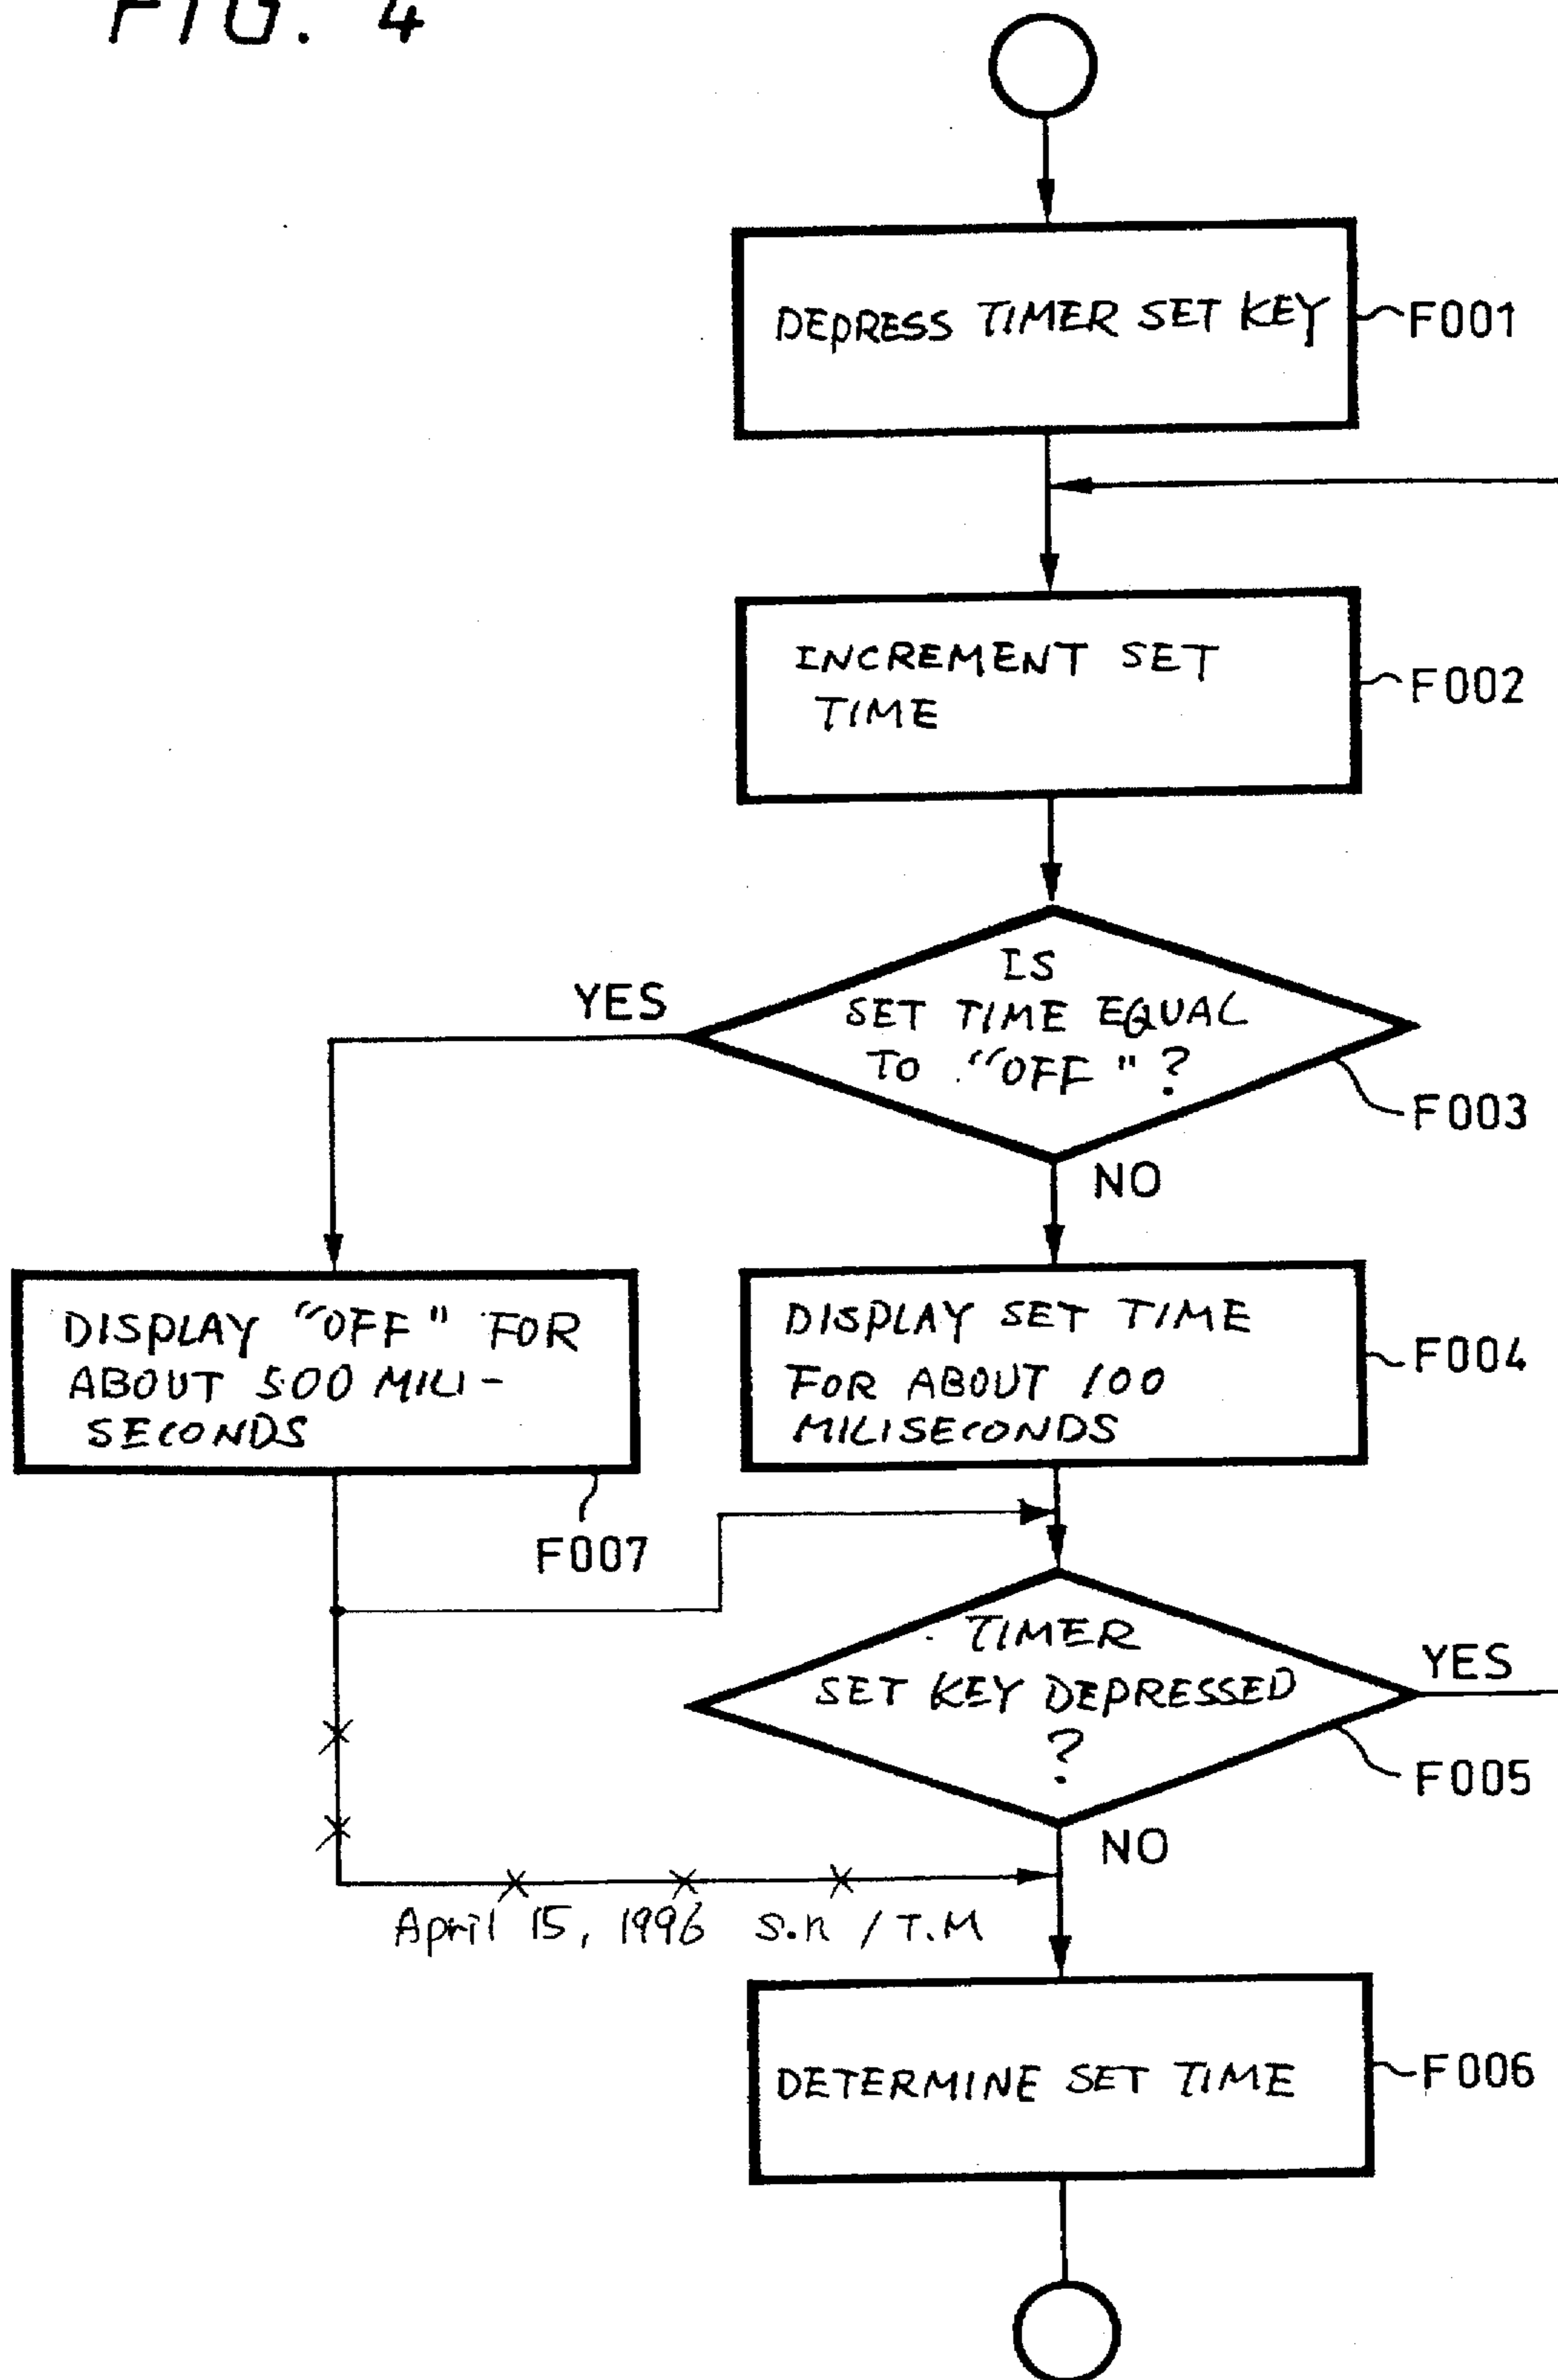 FIG. 4
DEPRESS TIMER SET KEY
F001
INCREMENT SET
TIME
F002
IS
SET TIME EQUAL
TO "OFF"?
YES
F003
NO
DISPLAY "OFF" FOR
ABOUT 500 MILI-
SECONDS
F007
DISPLAY SET TIME
FOR ABOUT 100
MILISECONDS
F004
TIMER
SET KEY DEPRESSED
?
YES
F005
NO
April 15, 1996 S.n / T.M
DETERMINE SET TIME
F006